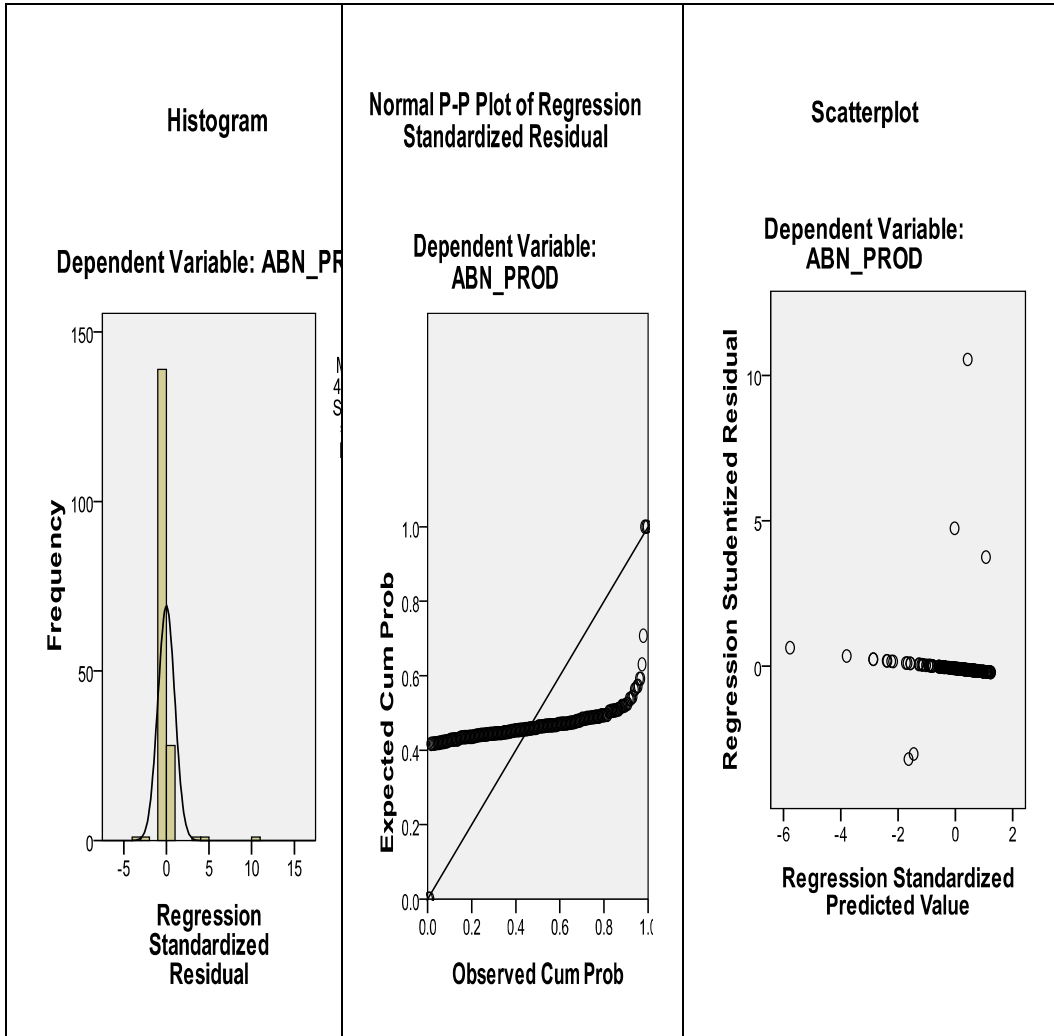 Histogram
Dependent Variable: ABN_PR
150
100
50
0
Frequency
-5 0 5 10 15
Regression
Standardized
Residual
Normal P-P Plot of Regression
Standardized Residual
Dependent Variable:
ABN_PROD
1.0
0.8
0.6
0.4
0.2
0.0
Expected Cum Prob
0.0 0.2 0.4 0.6 0.8
Observed Cum Prob
Scatterplot
Dependent Variable:
ABN_PROD
10
5
0
Regression Studentized Residual
-6 -4 -2 0 2
Regression Standardized
Predicted Value